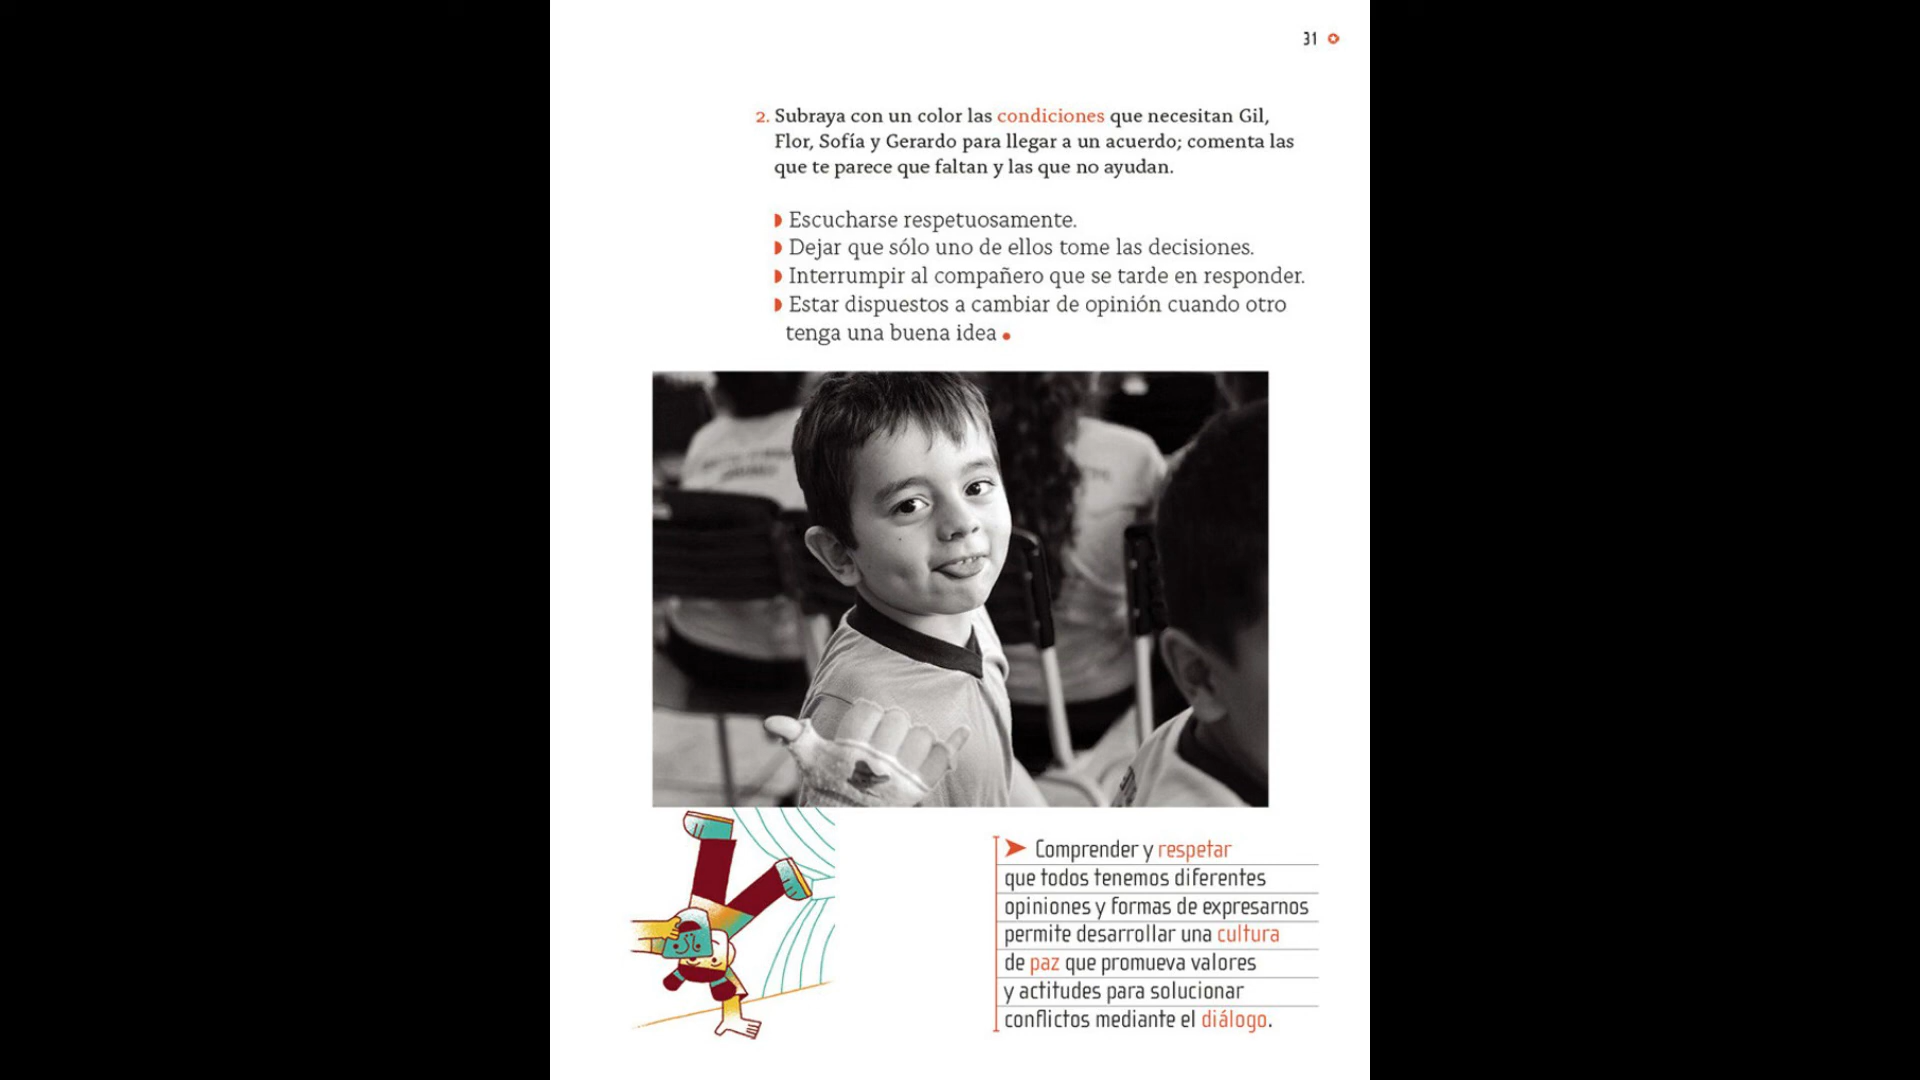 31
2. Subraya con un color las condiciones que necesitan Gil,
Flor, Sofía y Gerardo para llegar a un acuerdo; comenta las
que te parece que faltan y las que no ayudan.
Escucharse respetuosamente.
Dejar que sólo uno de ellos tome las decisiones.
Interrumpir al compañero que se tarde en responder.
Estar dispuestos a cambiar de opinión cuando otro
tenga una buena idea
Comprender y respetar
que todos tenemos diferentes
opiniones y formas de expresarnos
permite desarrollar una cultura
de paz que promueva valores
y actitudes para solucionar
conflictos mediante el diálogo.